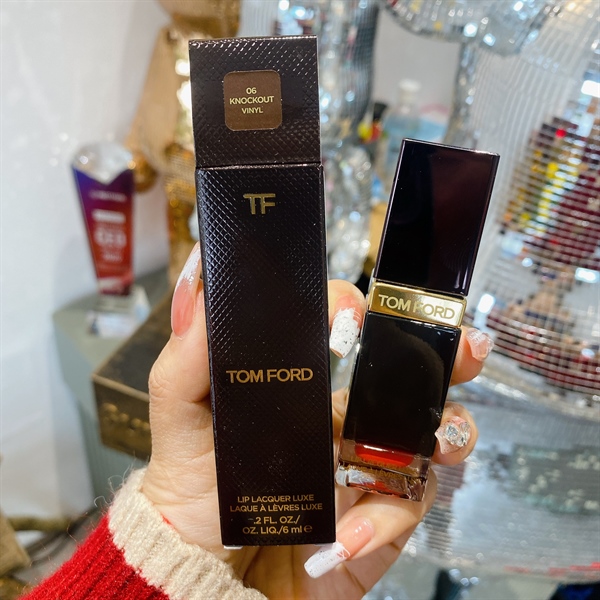 06
KNOCKOUT
VINYL
TF
TOM FORD
LIP LACQUER LUXE
LAQUE À LÈVRES LUXE
.2 FL. OZ./
OZ. LIQ./6 ml e
TOM FORD